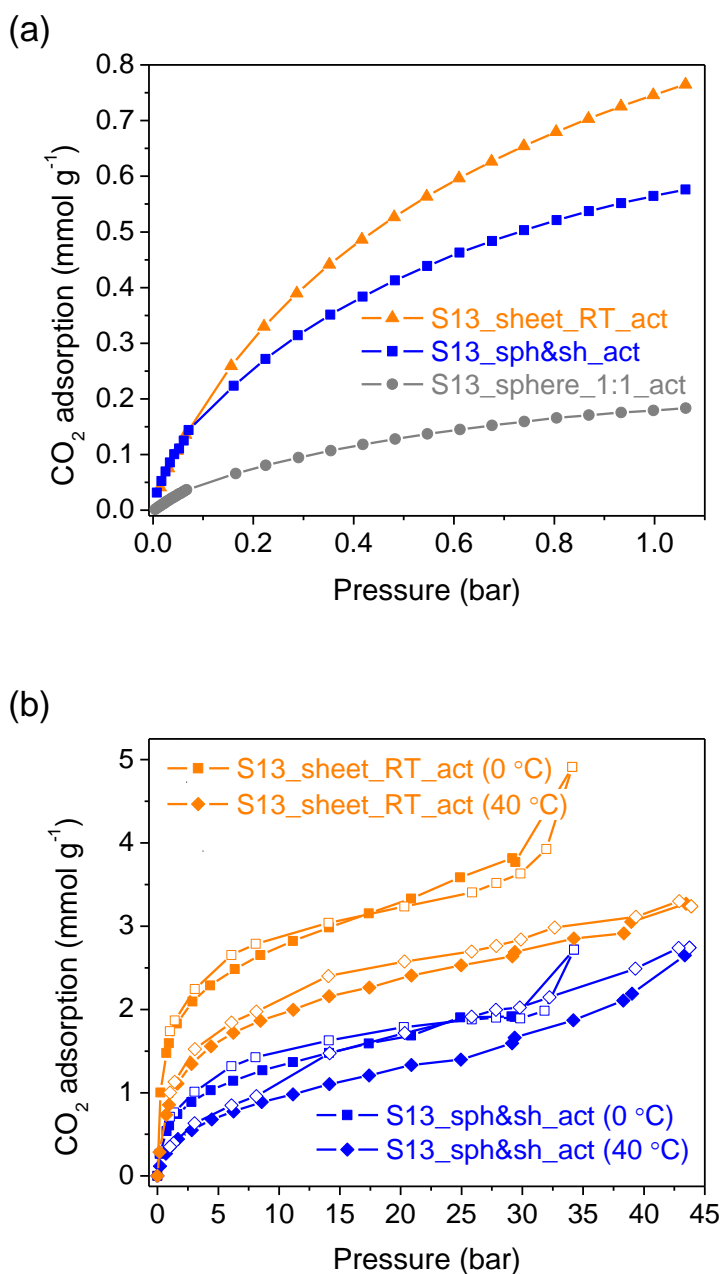 (a)
0.8
0.7
0.6
0.5
0.4
0.3
0.2
0.1
0.0
CO₂ adsorption (mmol g⁻¹)
S13_sheet_RT_act
S13_sph&sh_act
S13_sphere_1:1_act
0.0 0.2 0.4 0.6 0.8 1.0
Pressure (bar)
(b)
5
4
3
2
1
0
CO₂ adsorption (mmol g⁻¹)
S13_sheet_RT_act (0 °C)
S13_sheet_RT_act (40 °C)
S13_sph&sh_act (0 °C)
S13_sph&sh_act (40 °C)
0 5 10 15 20 25 30 35 40 45
Pressure (bar)